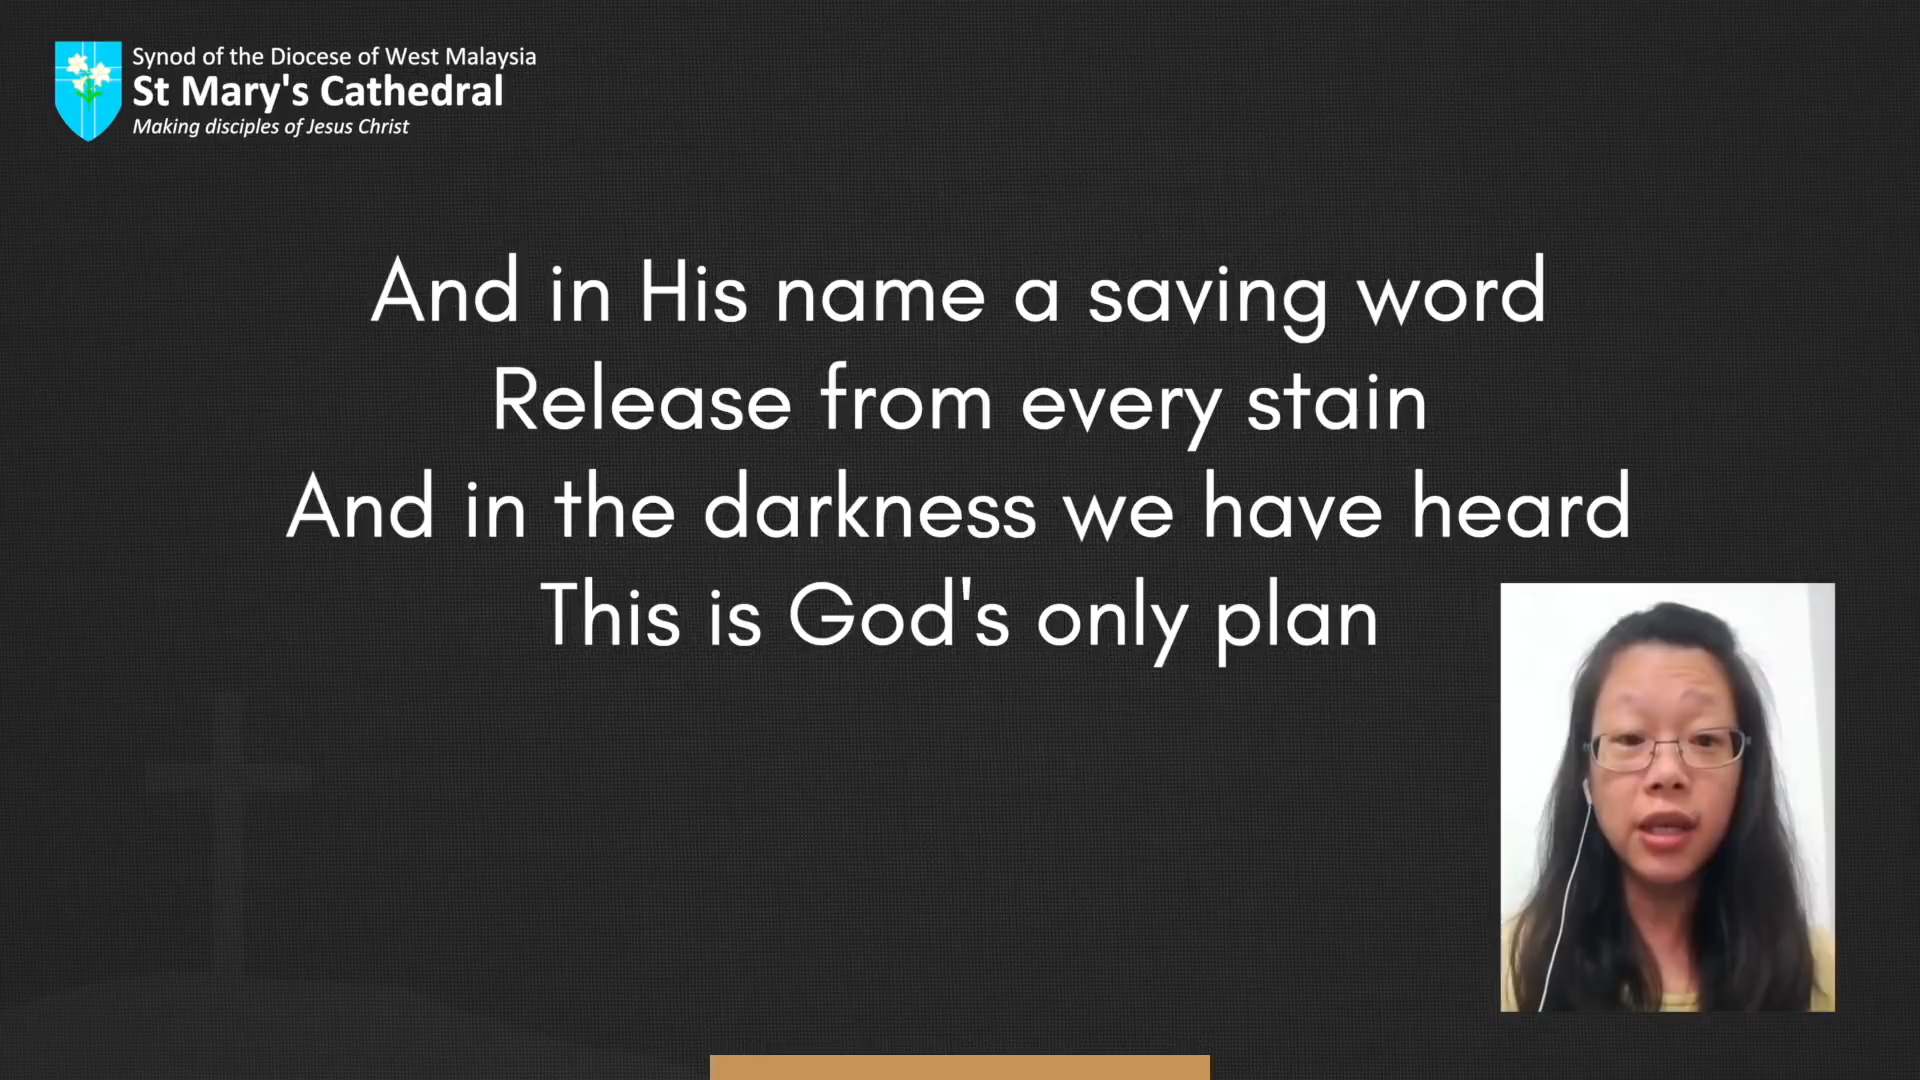 Synod of the Diocese of West Malaysia
St Mary's Cathedral
Making disciples of Jesus Christ
And in His name a saving word
Release from every stain
And in the darkness we have heard
This is God's only plan